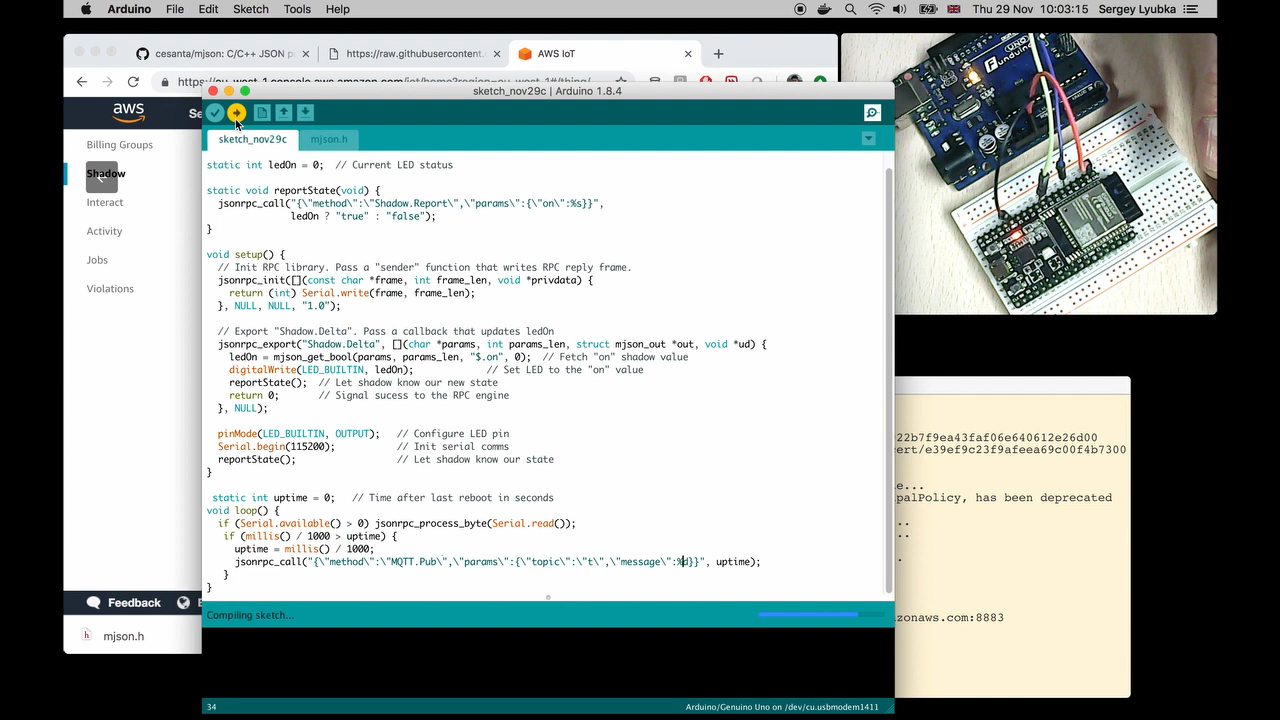 Arduino File Edit Sketch Tools Help Thu 29 Nov 10:03:15 Sergey Lyubka
cesanta/mjson: C/C++ JSON p
https://raw.githubusercontent.
AWS IoT
sketch_nov29c | Arduino 1.8.4
aws
Billing Groups
Shadow
Interact
Activity
Jobs
Violations
Feedback
mjson.h
sketch_nov29c mjson.h
static int ledOn = 0; // Current LED status
static void reportState(void) {
jsonrpc_call("{\"method\":\"Shadow.Report\",\"params\":{\"on\":%s}}",
ledOn ? "true" : "false");
}
void setup() {
// Init RPC library. Pass a "sender" function that writes RPC reply frame.
jsonrpc_init([](const char *frame, int frame_len, void *privdata) {
return (int) Serial.write(frame, frame_len);
}, NULL, NULL, "1.0");
// Export "Shadow.Delta". Pass a callback that updates ledOn
jsonrpc_export("Shadow.Delta", [](char *params, int params_len, struct mjson_out *out, void *ud) {
ledOn = mjson_get_bool(params, params_len, "$.on", 0); // Fetch "on" shadow value
digitalWrite(LED_BUILTIN, ledOn); // Set LED to the "on" value
reportState(); // Let shadow know our new state
return 0; // Signal sucess to the RPC engine
}, NULL);
pinMode(LED_BUILTIN, OUTPUT); // Configure LED pin
Serial.begin(115200); // Init serial comms
reportState(); // Let shadow know our state
}
static int uptime = 0; // Time after last reboot in seconds
void loop() {
if (Serial.available() > 0) jsonrpc_process_byte(Serial.read());
if (millis() / 1000 > uptime) {
uptime = millis() / 1000;
jsonrpc_call("{\"method\":\"MQTT.Pub\",\"params\":{\"topic\":\"t\",\"message\":%d}}", uptime);
}
}
Compiling sketch...
34 Arduino/Genuino Uno on /dev/cu.usbmodem1411
UNO
Funduino
22b7f9ea43faf06e640612e26d00
ert/e39ef9c23f9afeea69c00f4b7300
e...
palPolicy, has been deprecated
..
..
.
zonaws.com:8883